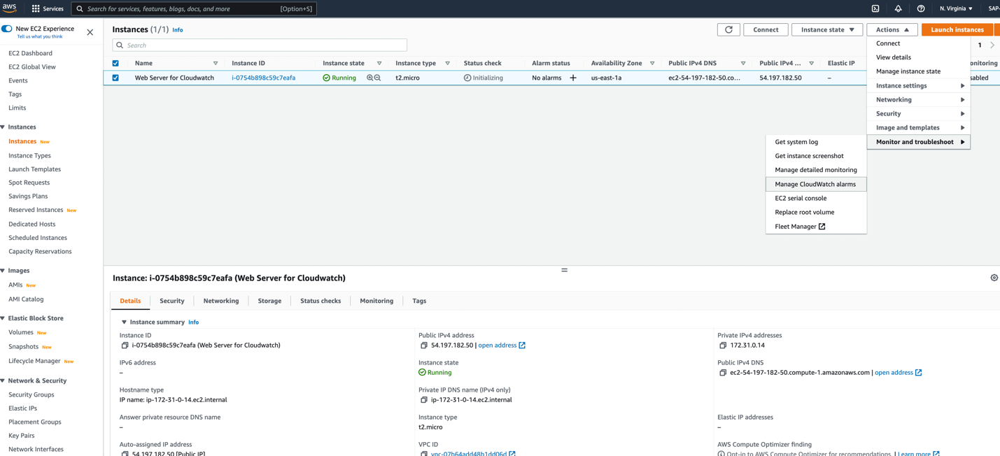 aws
Services
Search for services, features, blogs, docs, and more
[Option+S]
N. Virginia
SAP-
New EC2 Experience
Tell us what you think
EC2 Dashboard
EC2 Global View
Events
Tags
Limits
Instances
Instances New
Instance Types
Launch Templates
Spot Requests
Savings Plans
Reserved Instances New
Dedicated Hosts
Scheduled Instances
Capacity Reservations
Images
AMIs New
AMI Catalog
Elastic Block Store
Volumes New
Snapshots New
Lifecycle Manager New
Network & Security
Security Groups
Elastic IPs
Placement Groups
Key Pairs
Network Interfaces
Instances (1/1) Info
Connect
Instance state
Actions
Launch instances
Search
1
Name
Instance ID
Instance state
Instance type
Status check
Alarm status
Availability Zone
Public IPv4 DNS
Public IPv4 ...
Elastic IP
onitoring
Web Server for Cloudwatch
i-0754b898c59c7eafa
Running
t2.micro
Initializing
No alarms +
us-east-1a
ec2-54-197-182-50.co...
54.197.182.50
–
sabled
Connect
View details
Manage instance state
Instance settings
Networking
Security
Image and templates
Monitor and troubleshoot
Get system log
Get instance screenshot
Manage detailed monitoring
Manage CloudWatch alarms
EC2 serial console
Replace root volume
Fleet Manager
Instance: i-0754b898c59c7eafa (Web Server for Cloudwatch)
Details
Security
Networking
Storage
Status checks
Monitoring
Tags
Instance summary Info
Instance ID
i-0754b898c59c7eafa (Web Server for Cloudwatch)
Public IPv4 address
54.197.182.50 | open address
Private IPv4 addresses
172.31.0.14
IPv6 address
–
Instance state
Running
Public IPv4 DNS
ec2-54-197-182-50.compute-1.amazonaws.com | open address
Hostname type
IP name: ip-172-31-0-14.ec2.internal
Private IP DNS name (IPv4 only)
ip-172-31-0-14.ec2.internal
Answer private resource DNS name
–
Instance type
t2.micro
Elastic IP addresses
–
Auto-assigned IP address
54.197.182.50 [Public IP]
VPC ID
vpc-07b64add48b1dd06d
AWS Compute Optimizer finding
Opt-in to AWS Compute Optimizer for recommendations. | Learn more